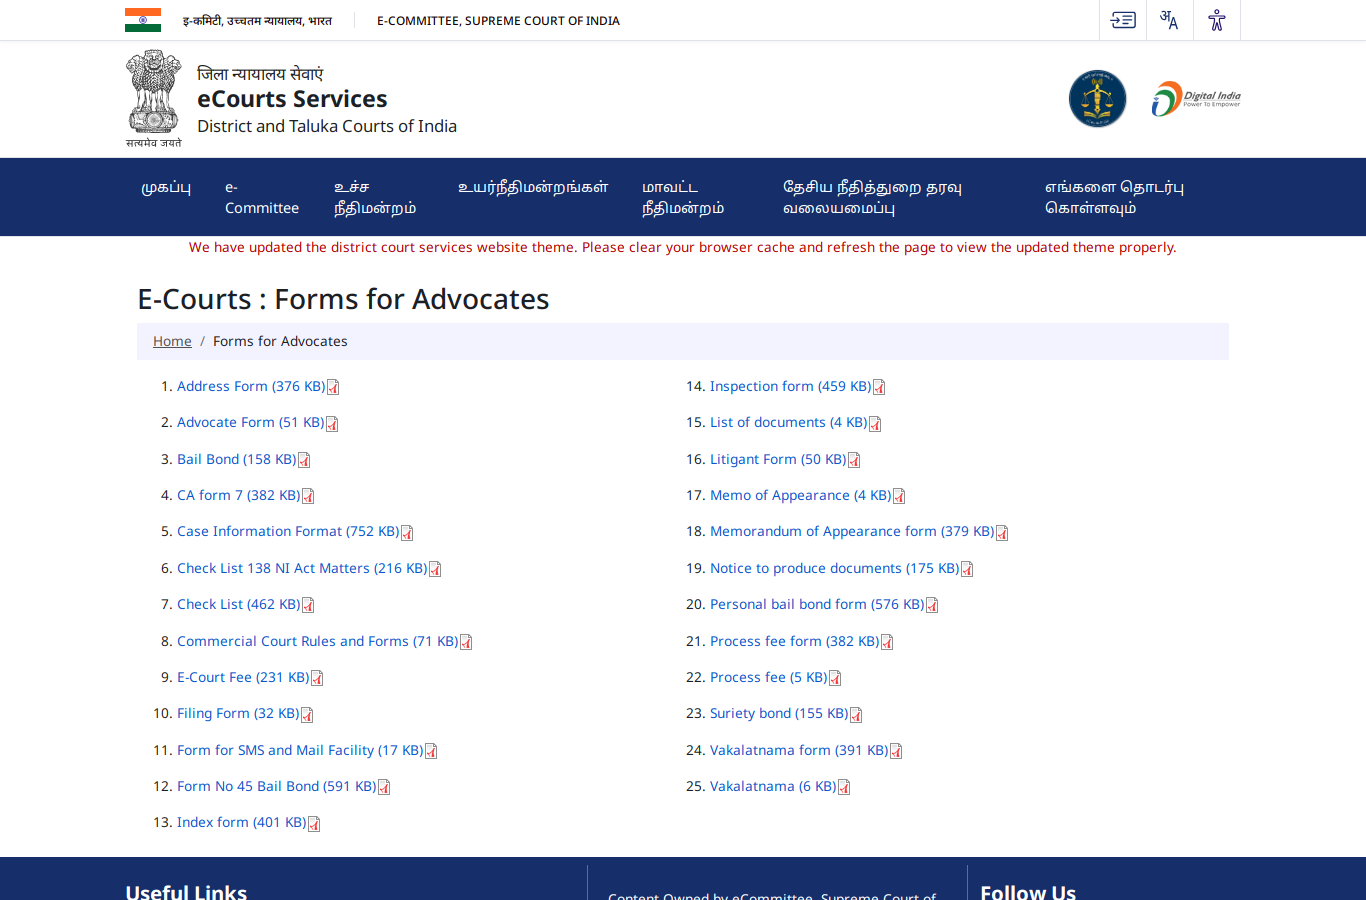 इ-कमिटी, उच्चतम न्यायालय, भारत
E-COMMITTEE, SUPREME COURT OF INDIA
अ A
जिला न्यायालय सेवाएं
eCourts Services
District and Taluka Courts of India
सत्यमेव जयते
Digital India
Power To Empower
முகப்பு
e-Committee
உச்ச நீதிமன்றம்
உயர்நீதிமன்றங்கள்
மாவட்ட நீதிமன்றம்
தேசிய நீதித்துறை தரவு வலையமைப்பு
எங்களை தொடர்பு கொள்ளவும்
We have updated the district court services website theme. Please clear your browser cache and refresh the page to view the updated theme properly.
E-Courts : Forms for Advocates
Home / Forms for Advocates
1. Address Form (376 KB)
2. Advocate Form (51 KB)
3. Bail Bond (158 KB)
4. CA form 7 (382 KB)
5. Case Information Format (752 KB)
6. Check List 138 NI Act Matters (216 KB)
7. Check List (462 KB)
8. Commercial Court Rules and Forms (71 KB)
9. E-Court Fee (231 KB)
10. Filing Form (32 KB)
11. Form for SMS and Mail Facility (17 KB)
12. Form No 45 Bail Bond (591 KB)
13. Index form (401 KB)
14. Inspection form (459 KB)
15. List of documents (4 KB)
16. Litigant Form (50 KB)
17. Memo of Appearance (4 KB)
18. Memorandum of Appearance form (379 KB)
19. Notice to produce documents (175 KB)
20. Personal bail bond form (576 KB)
21. Process fee form (382 KB)
22. Process fee (5 KB)
23. Suriety bond (155 KB)
24. Vakalatnama form (391 KB)
25. Vakalatnama (6 KB)
Useful Links
Content Owned by eCommittee, Supreme Court of
Follow Us